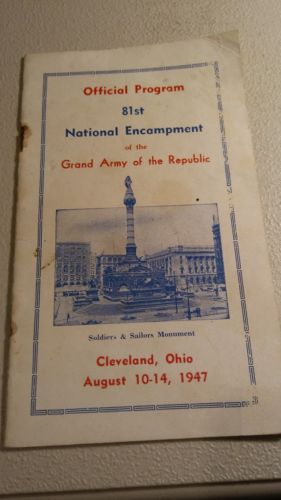 Official Program
81st
National Encampment
of the
Grand Army of the Republic
Soldiers & Sailors Monument
Cleveland, Ohio
August 10-14, 1947